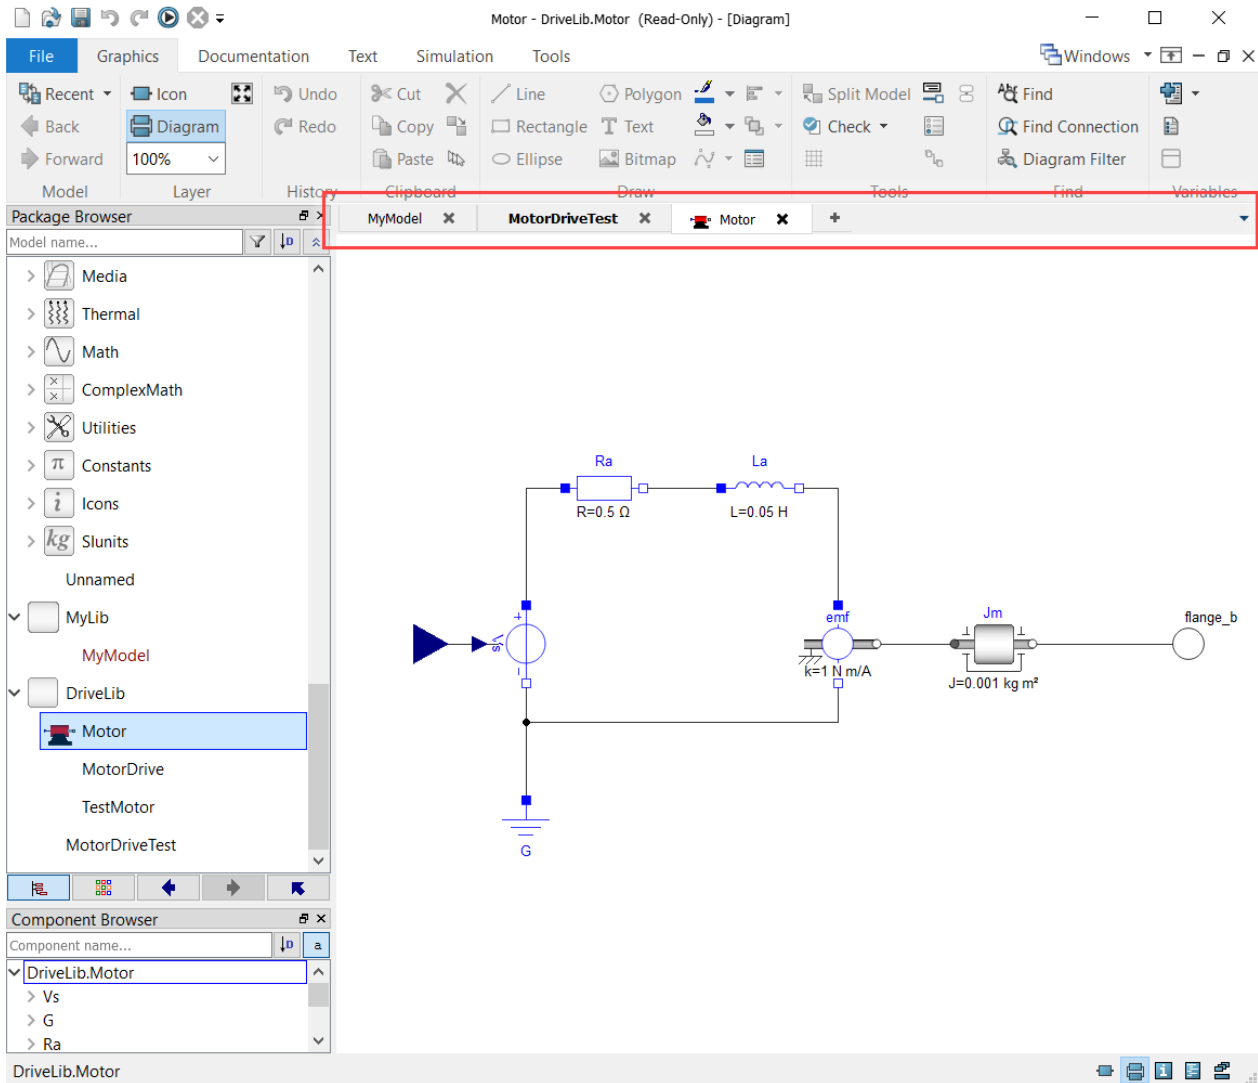 Motor - DriveLib.Motor (Read-Only) - [Diagram]
File Graphics Documentation Text Simulation Tools Windows
Recent Icon Undo Cut Line Polygon Split Model Find
Back Diagram Redo Copy Rectangle Text Check Find Connection
Forward 100% Paste Ellipse Bitmap Diagram Filter
Model Layer History Clipboard Draw Tools Find Variables
Package Browser
MyModel MotorDriveTest Motor
Model name...
Media
Thermal
Math
ComplexMath
Utilities
π Constants
i Icons
kg SIunits
Unnamed
MyLib
MyModel
DriveLib
Motor
MotorDrive
TestMotor
MotorDriveTest
Component Browser
Component name... a
DriveLib.Motor
Vs
G
Ra
DriveLib.Motor
Ra
R=0.5 Ω
La
L=0.05 H
+
Vs
-
emf
k=1 N m/A
Jm
J=0.001 kg m²
flange_b
G